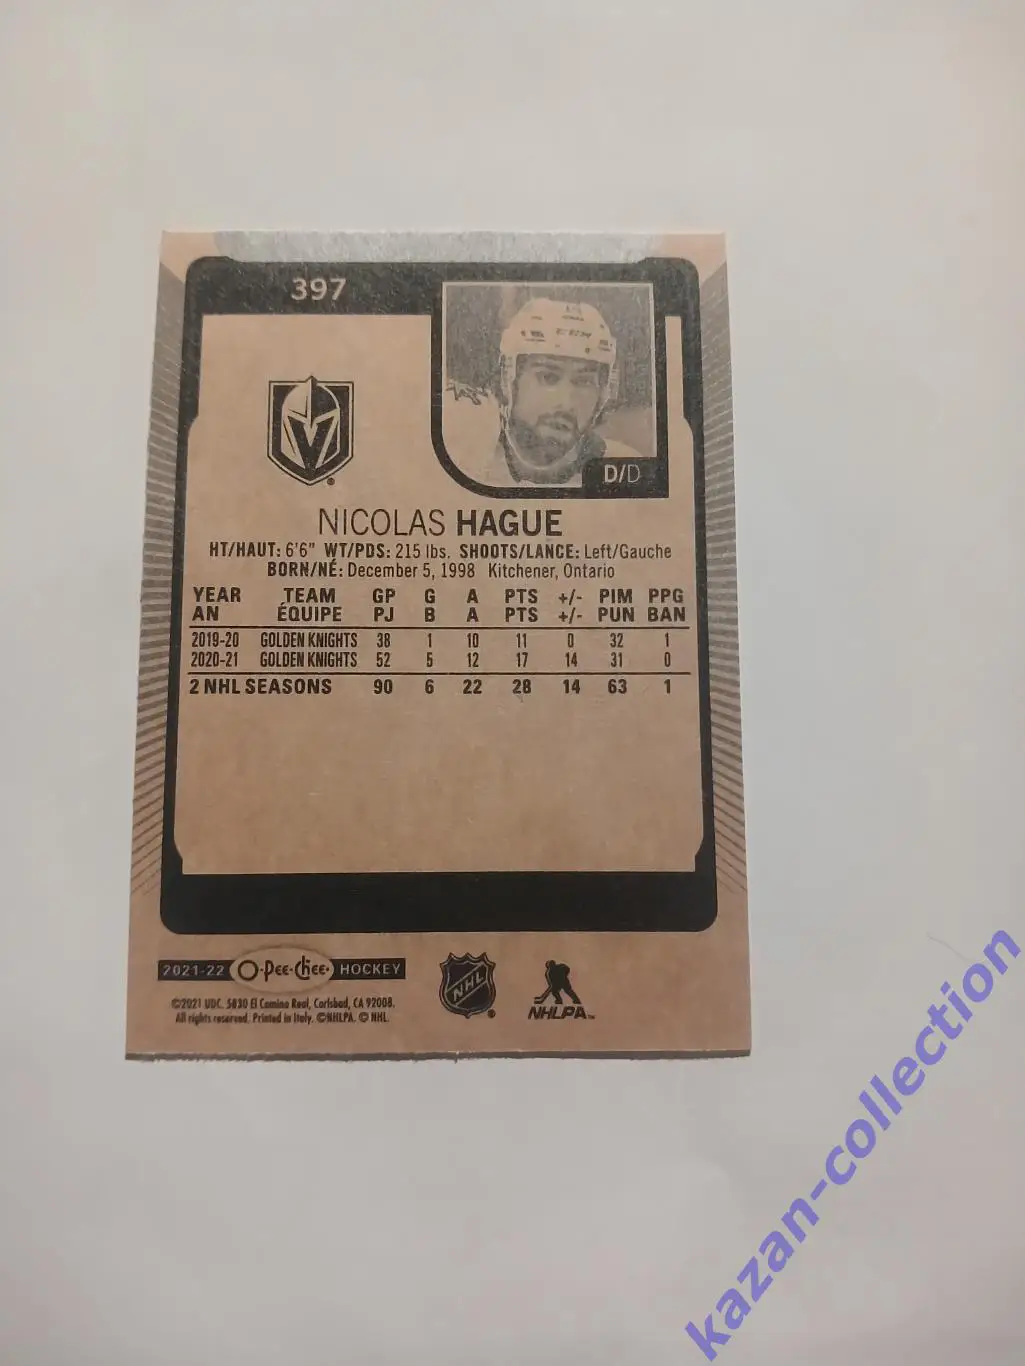 397
CCM
D/D
NICOLAS HAGUE
HT/HAUT: 6'6" WT/PDS: 215 lbs. SHOOTS/LANCE: Left/Gauche
BORN/NÉ: December 5, 1998 Kitchener, Ontario
YEAR TEAM GP G A PTS +/- PIM PPG
AN ÉQUIPE PJ B A PTS +/- PUN BAN
2019-20 GOLDEN KNIGHTS 38 1 10 11 0 32 1
2020-21 GOLDEN KNIGHTS 52 5 12 17 14 31 0
2 NHL SEASONS 90 6 22 28 14 63 1
2021-22 O-Pee-Chee HOCKEY
©2021 UDC. 5830 El Camino Real, Carlsbad, CA 92008.
All rights reserved. Printed in Italy. ©NHLPA. © NHL.
NHL ®
NHLPA™
kazan-collection